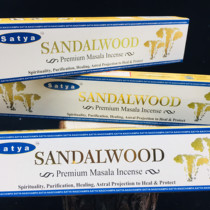 Satya
SANDALWOOD
Premium Masala Incense
Spirituality, Purification, Healing, Astral Projection to Heal & Protect
Satya
SANDALWOOD
Premium Masala Incense
Spirituality, Purification, Healing, Astral Projection to Heal & Protect
Satya
SANDALWOOD
Premium Masala Incense
Spirituality, Purification, Healing, Astral Projection to Heal & Protect